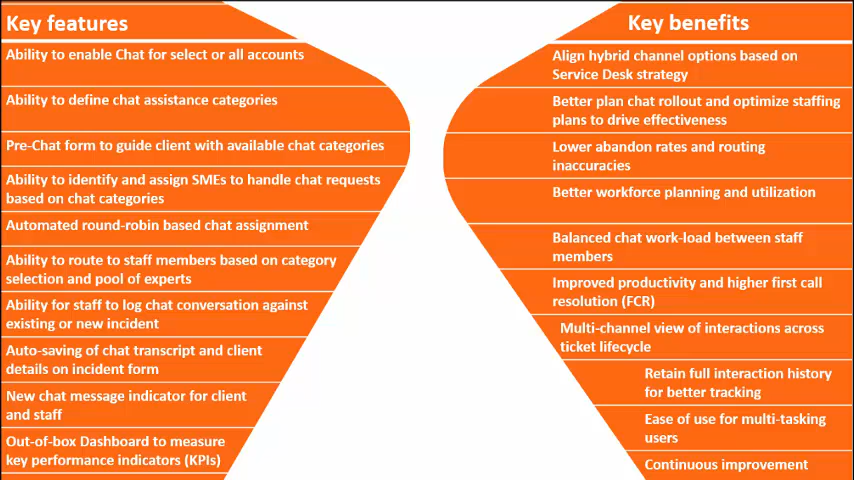 Key features
Ability to enable Chat for select or all accounts
Ability to define chat assistance categories
Pre-Chat form to guide client with available chat categories
Ability to identify and assign SMEs to handle chat requests
based on chat categories
Automated round-robin based chat assignment
Ability to route to staff members based on category
selection and pool of experts
Ability for staff to log chat conversation against
existing or new incident
Auto-saving of chat transcript and client
details on incident form
New chat message indicator for client
and staff
Out-of-box Dashboard to measure
key performance indicators (KPIs)
Key benefits
Align hybrid channel options based on
Service Desk strategy
Better plan chat rollout and optimize staffing
plans to drive effectiveness
Lower abandon rates and routing
inaccuracies
Better workforce planning and utilization
Balanced chat work-load between staff
members
Improved productivity and higher first call
resolution (FCR)
Multi-channel view of interactions across
ticket lifecycle
Retain full interaction history
for better tracking
Ease of use for multi-tasking
users
Continuous improvement